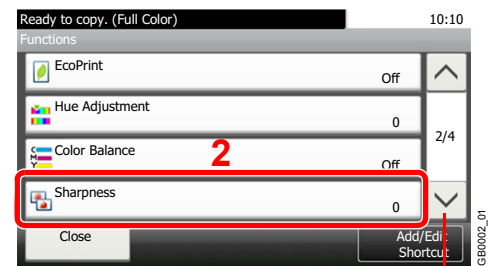 Ready to copy. (Full Color) 10:10
Functions
EcoPrint Off
Hue Adjustment 0
2/4
C M Y Color Balance Off
2
Sharpness 0
Close Add/Edit
Shortcut
GB0002_01